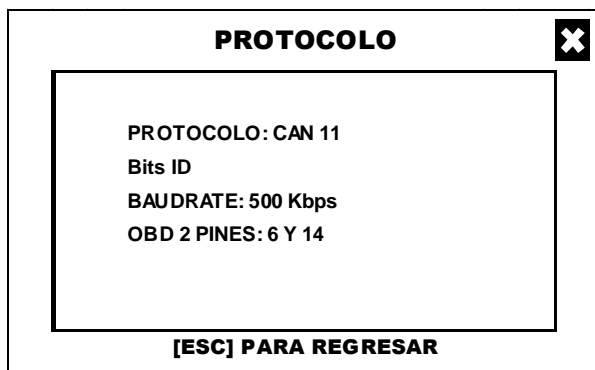 PROTOCOLO
PROTOCOLO: CAN 11
Bits ID
BAUDRATE: 500 Kbps
OBD 2 PINES: 6 Y 14
[ESC] PARA REGRESAR